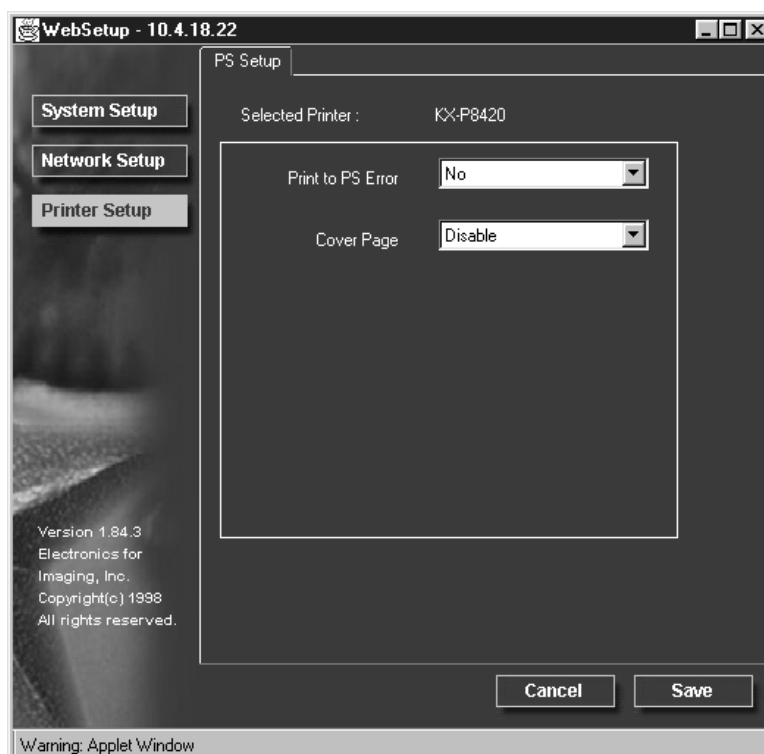 WebSetup - 10.4.18.22
PS Setup
System Setup
Network Setup
Printer Setup
Selected Printer : KX-P8420
Print to PS Error No
Cover Page Disable
Version 1.84.3
Electronics for
Imaging, Inc.
Copyright(c) 1998
All rights reserved.
Cancel Save
Warning: Applet Window